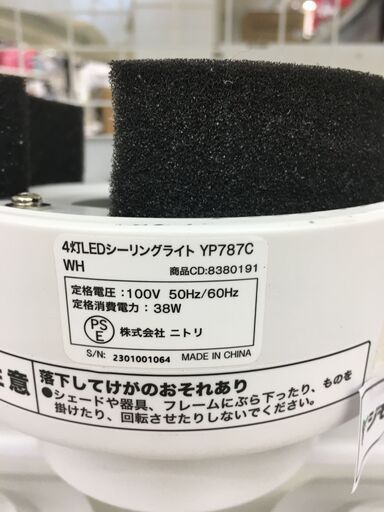 4灯LEDシーリングライト YP787C
WH 商品CD:8380191
定格電圧：100V 50Hz/60Hz
定格消費電力：38W
PS
E 株式会社 ニトリ
S/N: 2301001064 MADE IN CHINA
注意 落下してけがのおそれあり
●シェードや器具、フレームにぶら下ったり、ものを
掛けたり、回転させたりしないでください。